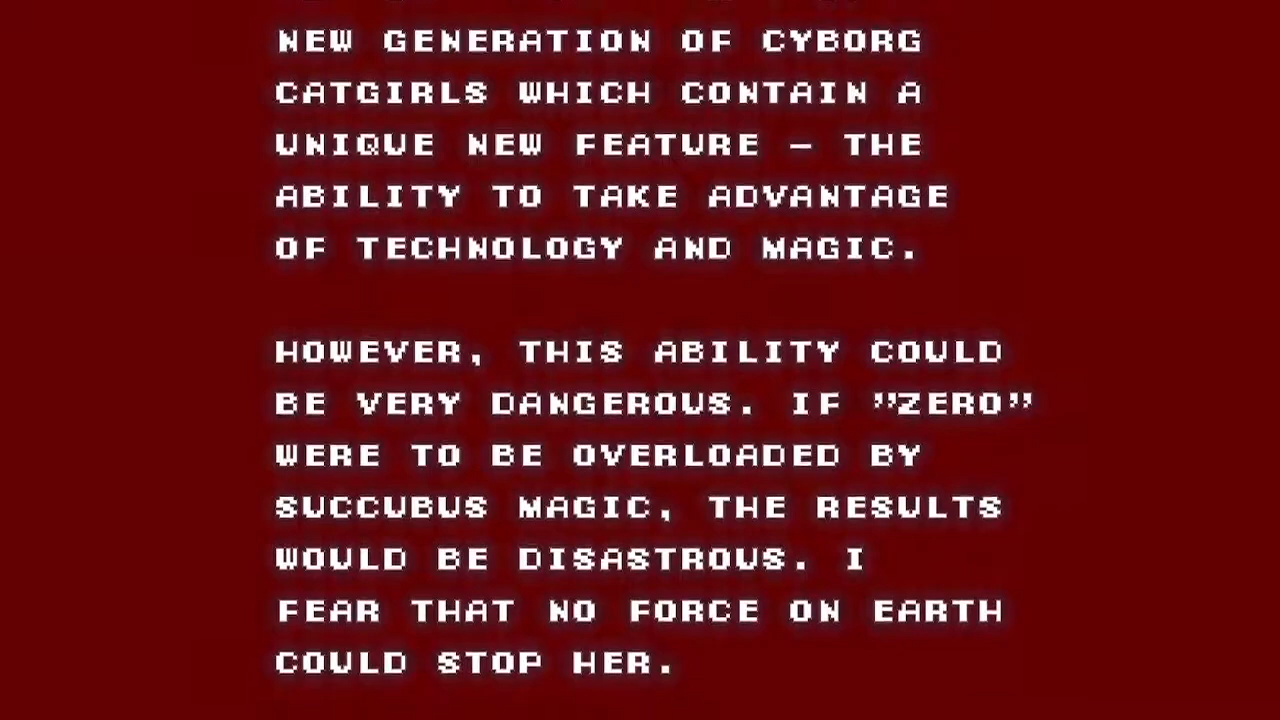 NEW GENERATION OF CYBORG
CATGIRLS WHICH CONTAIN A
UNIQUE NEW FEATURE — THE
ABILITY TO TAKE ADVANTAGE
OF TECHNOLOGY AND MAGIC.
HOWEVER, THIS ABILITY COULD
BE VERY DANGEROUS. IF "ZERO"
WERE TO BE OVERLOADED BY
SUCCUBUS MAGIC, THE RESULTS
WOULD BE DISASTROUS. I
FEAR THAT NO FORCE ON EARTH
COULD STOP HER.